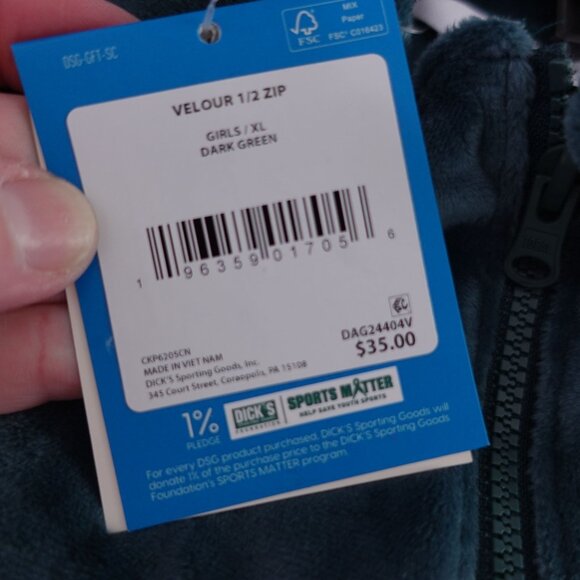 DSG-GFT-SC
FSC
MIX
Paper
FSC® C016423
VELOUR 1/2 ZIP
GIRLS / XL
DARK GREEN
1 96359 01705 6
CKP6205CN
MADE IN VIET NAM
DICK'S Sporting Goods, Inc.
345 Court Street, Coraopolis, PA 15108
DAG24404V
$35.00
1%
PLEDGE
DICK'S
FOUNDATION
SPORTS MATTER
HELP SAVE YOUTH SPORTS
For every DSG product purchased, DICK'S Sporting Goods will
donate 1% of the purchase price to the DICK'S Sporting Goods
Foundation's SPORTS MATTER program.